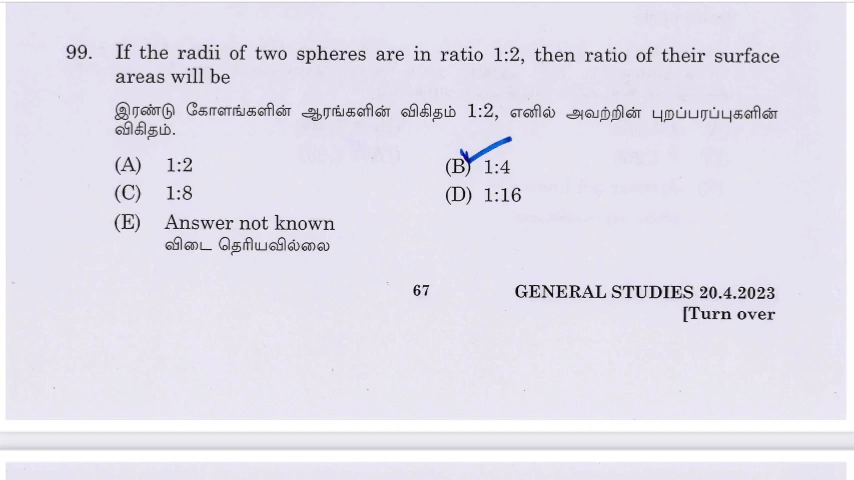 99. If the radii of two spheres are in ratio 1:2, then ratio of their surface
areas will be
இரண்டு கோளங்களின் ஆரங்களின் விகிதம் 1:2, எனில் அவற்றின் புறப்பரப்புகளின்
விகிதம்.
(A) 1:2 (B) 1:4
(C) 1:8 (D) 1:16
(E) Answer not known
விடை தெரியவில்லை
67 GENERAL STUDIES 20.4.2023
[Turn over